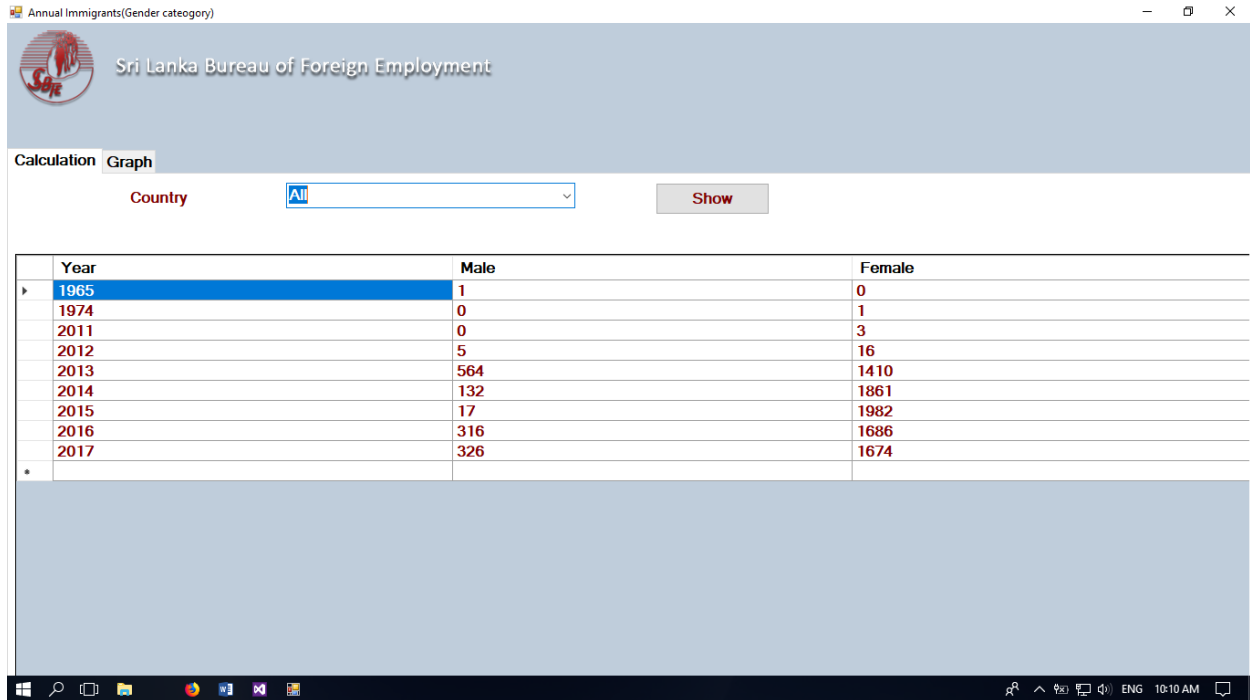 Annual Immigrants(Gender cateogory)
Sri Lanka Bureau of Foreign Employment
Calculation Graph
Country All Show
Year Male Female
1965 1 0
1974 0 1
2011 0 3
2012 5 16
2013 564 1410
2014 132 1861
2015 17 1982
2016 316 1686
2017 326 1674
ENG 10:10 AM